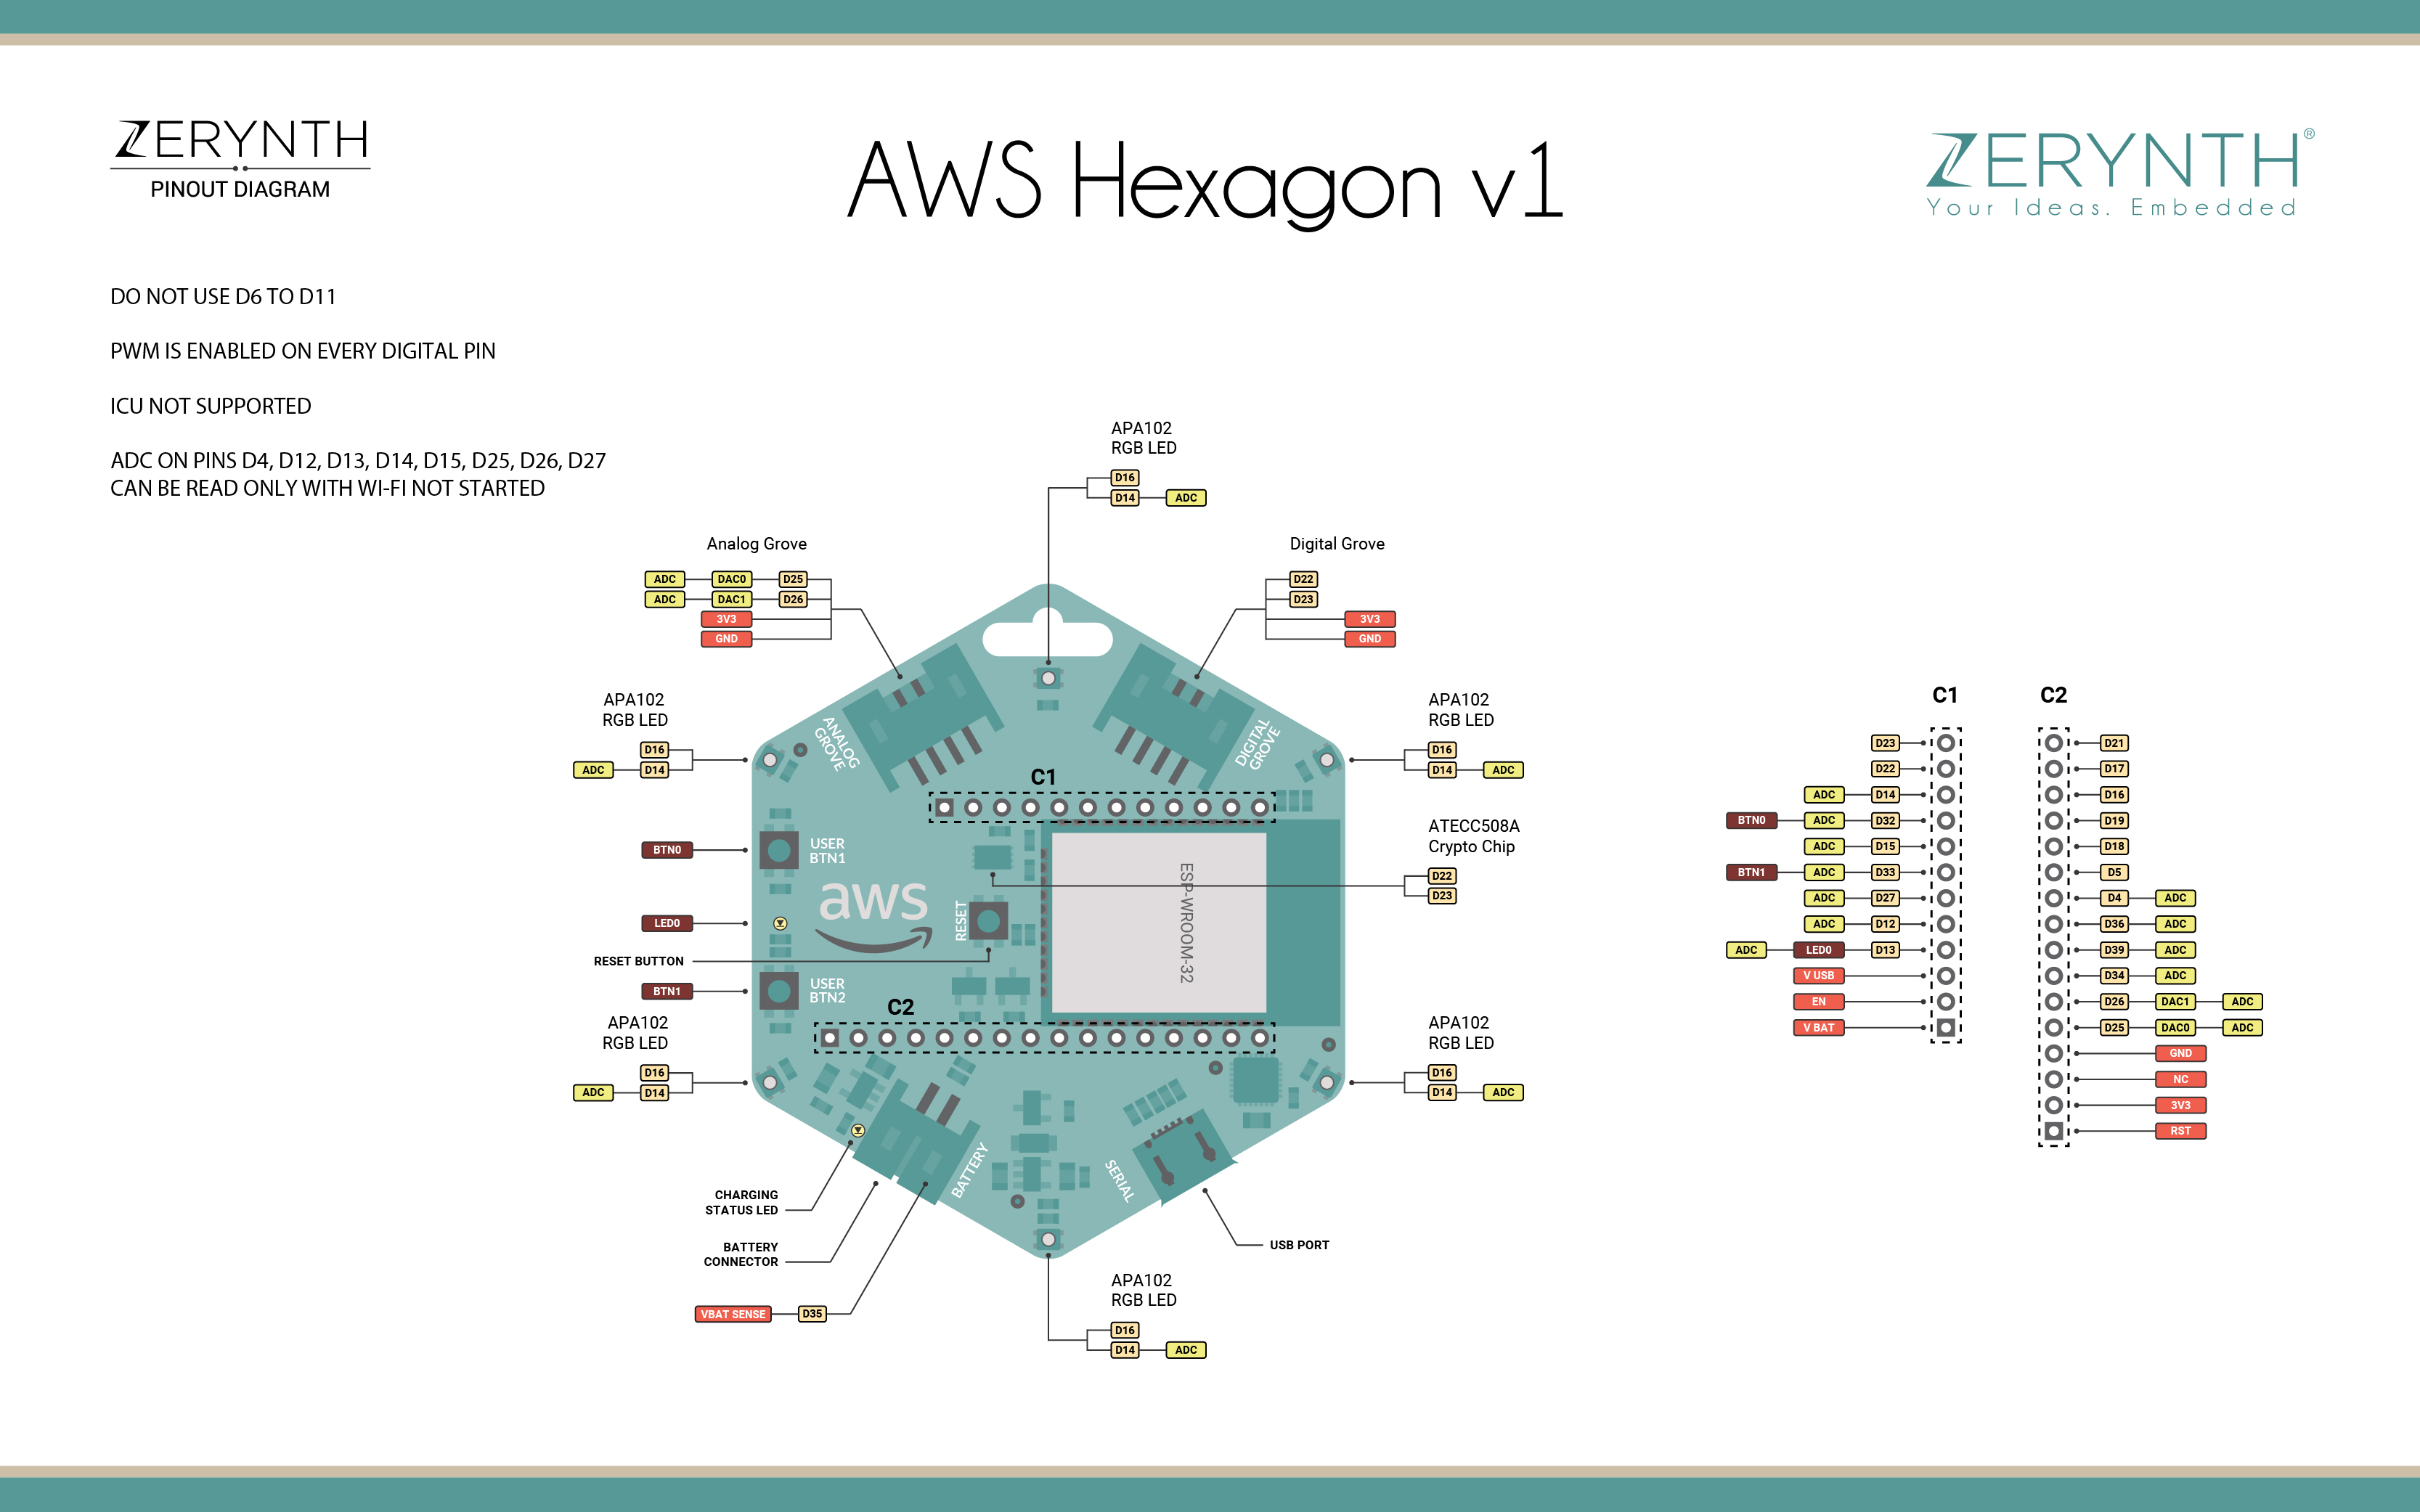 ZERYNTH
PINOUT DIAGRAM
AWS Hexagon v1
ZERYNTH®
Your Ideas. Embedded
DO NOT USE D6 TO D11
PWM IS ENABLED ON EVERY DIGITAL PIN
ICU NOT SUPPORTED
ADC ON PINS D4, D12, D13, D14, D15, D25, D26, D27
CAN BE READ ONLY WITH WI-FI NOT STARTED
APA102
RGB LED
D16
D14 ADC
Analog Grove
ADC DAC0 D25
ADC DAC1 D26
3V3
GND
Digital Grove
D22
D23
3V3
GND
APA102
RGB LED
D16
ADC D14
APA102
RGB LED
D16
D14 ADC
ANALOG
GROVE
DIGITAL
GROVE
C1
BTN0
USER
BTN1
ATECC508A
Crypto Chip
D22
D23
aws
LED0
RESET
ESP-WROOM-32
RESET BUTTON
BTN1
USER
BTN2
C2
APA102
RGB LED
D16
ADC D14
APA102
RGB LED
D16
D14 ADC
BATTERY
SERIAL
CHARGING
STATUS LED
BATTERY
CONNECTOR
VBAT SENSE D35
USB PORT
APA102
RGB LED
D16
D14 ADC
C1
D23
D22
ADC D14
BTN0 ADC D32
ADC D15
BTN1 ADC D33
ADC D27
ADC D12
ADC LED0 D13
V USB
EN
V BAT
C2
D21
D17
D16
D19
D18
D5
D4 ADC
D36 ADC
D39 ADC
D34 ADC
D26 DAC1 ADC
D25 DAC0 ADC
GND
NC
3V3
RST